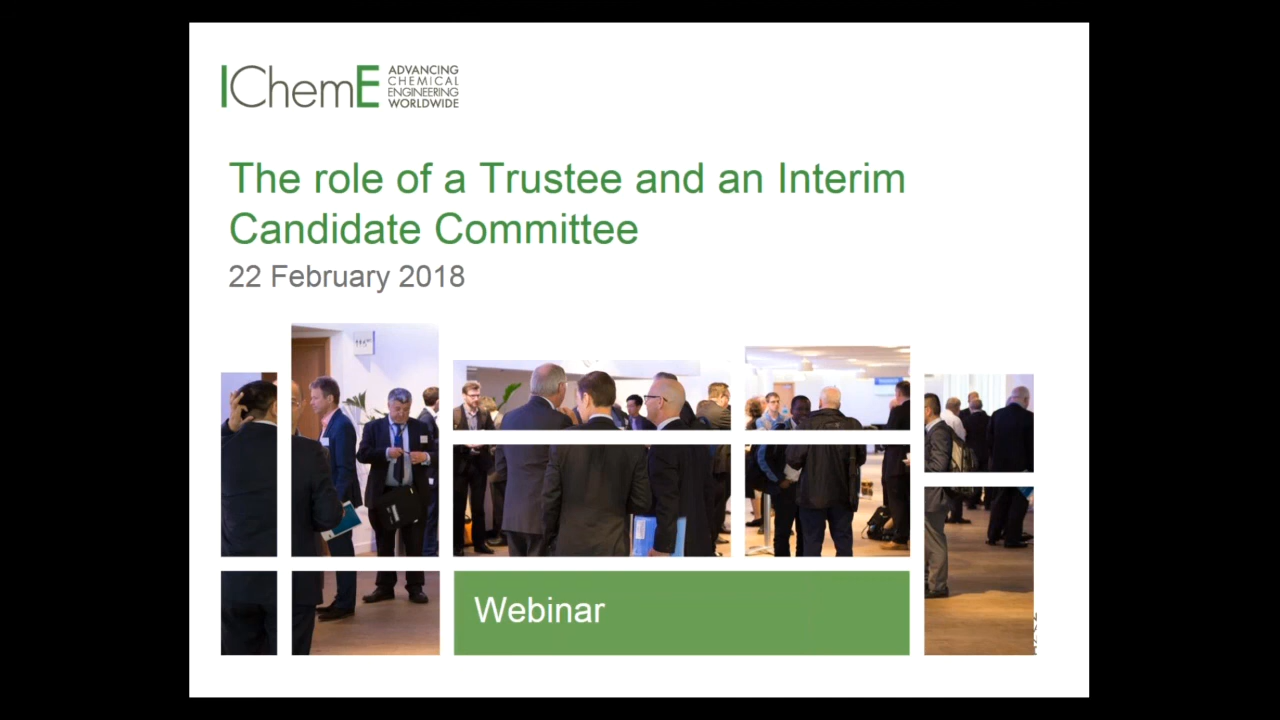 IChemE
ADVANCING
CHEMICAL
ENGINEERING
WORLDWIDE
The role of a Trustee and an Interim
Candidate Committee
22 February 2018
Webinar